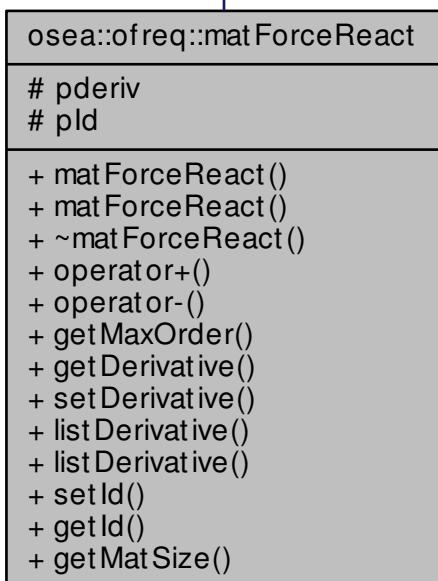 osea::ofreq::matForceReact
# pderiv
# pId
+ matForceReact()
+ matForceReact()
+ ~matForceReact()
+ operator+()
+ operator-()
+ getMaxOrder()
+ getDerivative()
+ setDerivative()
+ listDerivative()
+ listDerivative()
+ setId()
+ getId()
+ getMatSize()